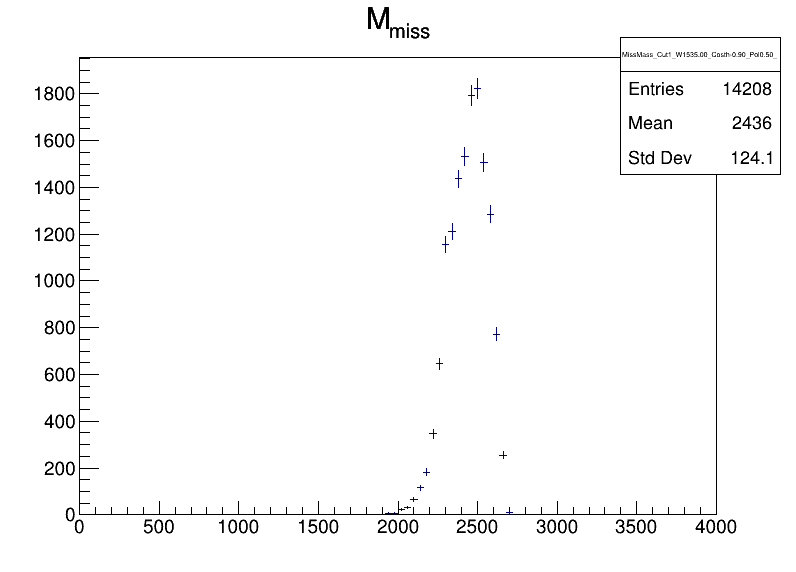 M_miss
MissMass_Cut1_W1535.00_Costh-0.90_Pol0.50_
Entries 14208
Mean 2436
Std Dev 124.1
1800
1600
1400
1200
1000
800
600
400
200
0
0 500 1000 1500 2000 2500 3000 3500 4000